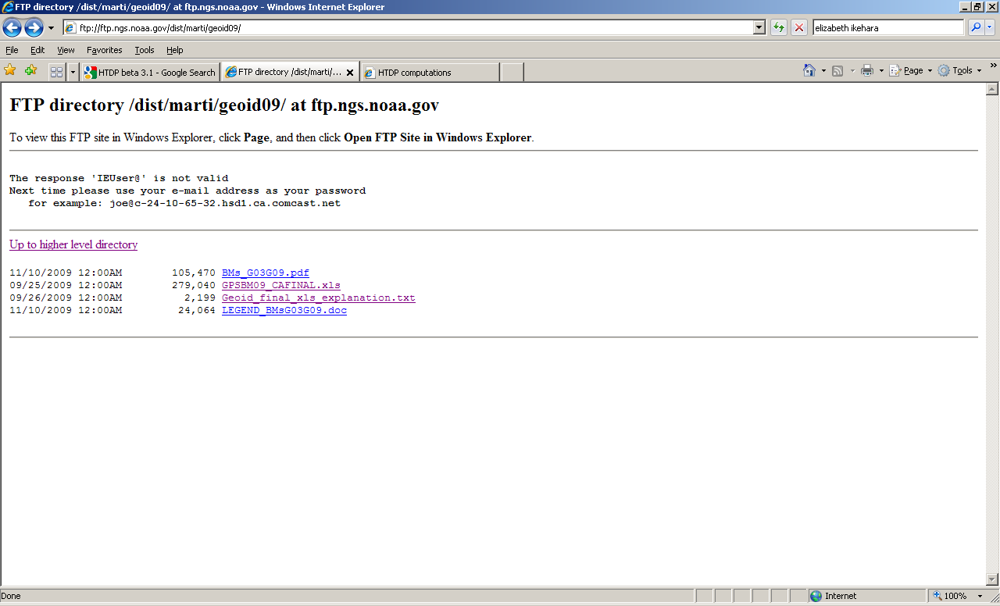 FTP directory /dist/marti/geoid09/ at ftp.ngs.noaa.gov - Windows Internet Explorer
ftp://ftp.ngs.noaa.gov/dist/marti/geoid09/
elizabeth ikehara
File Edit View Favorites Tools Help
HTDP beta 3.1 - Google Search
FTP directory /dist/marti/...
HTDP computations
Page
Tools
FTP directory /dist/marti/geoid09/ at ftp.ngs.noaa.gov
To view this FTP site in Windows Explorer, click Page, and then click Open FTP Site in Windows Explorer.
The response 'IEUser@' is not valid
Next time please use your e-mail address as your password
for example: joe@c-24-10-65-32.hsd1.ca.comcast.net
Up to higher level directory
11/10/2009 12:00AM 105,470 BMs_G03G09.pdf
09/25/2009 12:00AM 279,040 GPSBM09_CAFINAL.xls
09/26/2009 12:00AM 2,199 Geoid_final_xls_explanation.txt
11/10/2009 12:00AM 24,064 LEGEND_BMsG03G09.doc
Done
Internet
100%